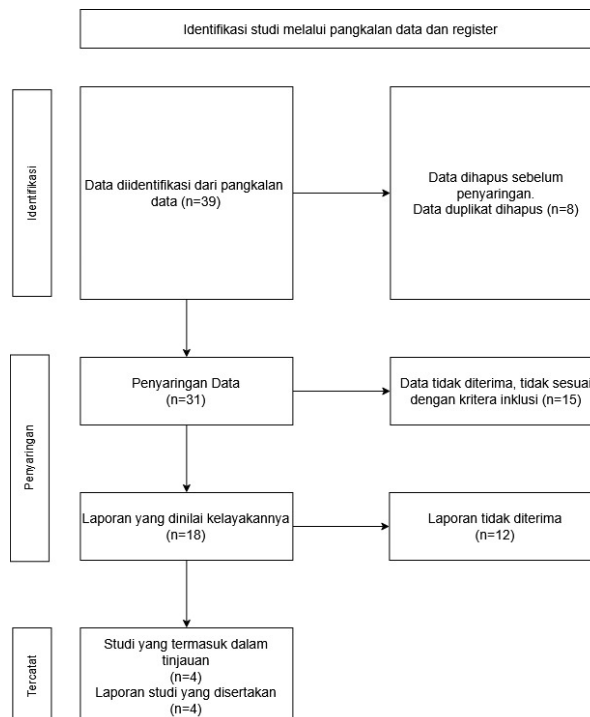 Identifikasi studi melalui pangkalan data dan register
Identifikasi
Data diidentifikasi dari pangkalan
data (n=39)
Data dihapus sebelum
penyaringan.
Data duplikat dihapus (n=8)
Penyaringan
Penyaringan Data
(n=31)
Data tidak diterima, tidak sesuai
dengan kritera inklusi (n=15)
Laporan yang dinilai kelayakannya
(n=18)
Laporan tidak diterima
(n=12)
Tercatat
Studi yang termasuk dalam
tinjauan
(n=4)
Laporan studi yang disertakan
(n=4)